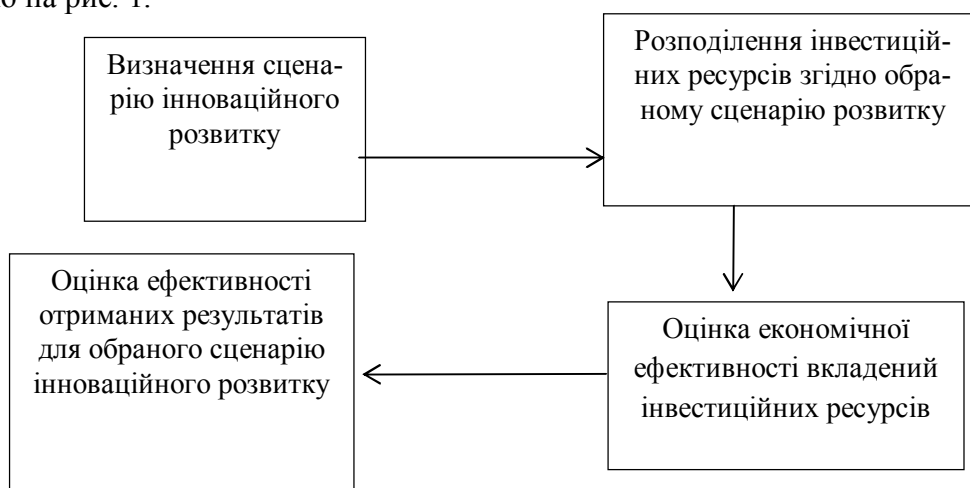 на рис. 1.
Визначення сцена-
рію інноваційного
розвитку
Розподілення інвестицій-
них ресурсів згідно обра-
ному сценарію розвитку
Оцінка економічної
ефективності вкладений
інвестиційних ресурсів
Оцінка ефективності
отриманих результатів
для обраного сценарію
інноваційного розвитку